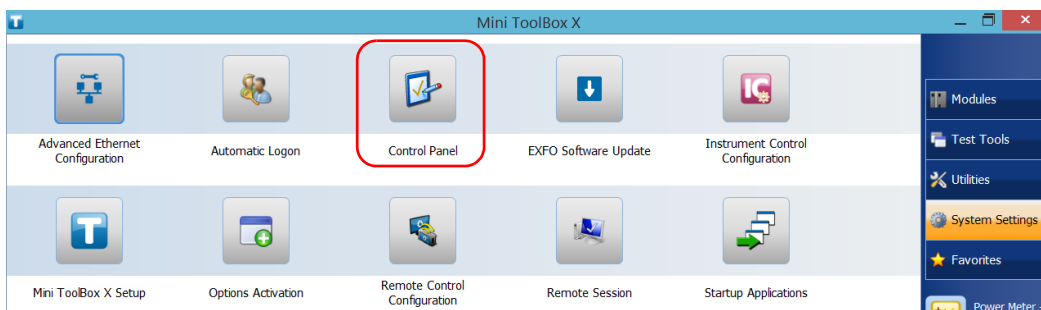 Mini ToolBox X
Advanced Ethernet
Configuration
Automatic Logon
Control Panel
EXFO Software Update
Instrument Control
Configuration
Mini ToolBox X Setup
Options Activation
Remote Control
Configuration
Remote Session
Startup Applications
Modules
Test Tools
Utilities
System Settings
Favorites
Power Meter -